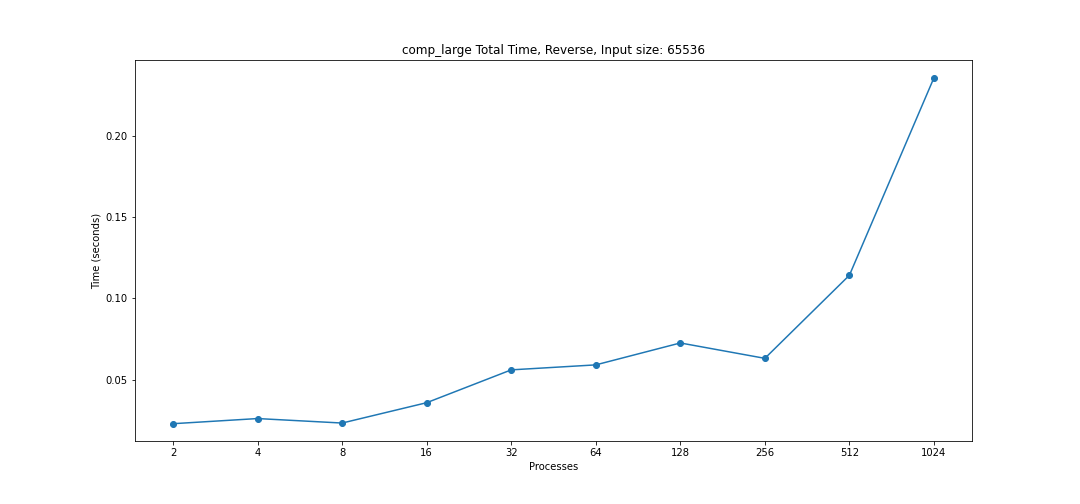 comp_large Total Time, Reverse, Input size: 65536
0.20
0.15
0.10
0.05
Time (seconds)
2 4 8 16 32 64 128 256 512 1024
Processes